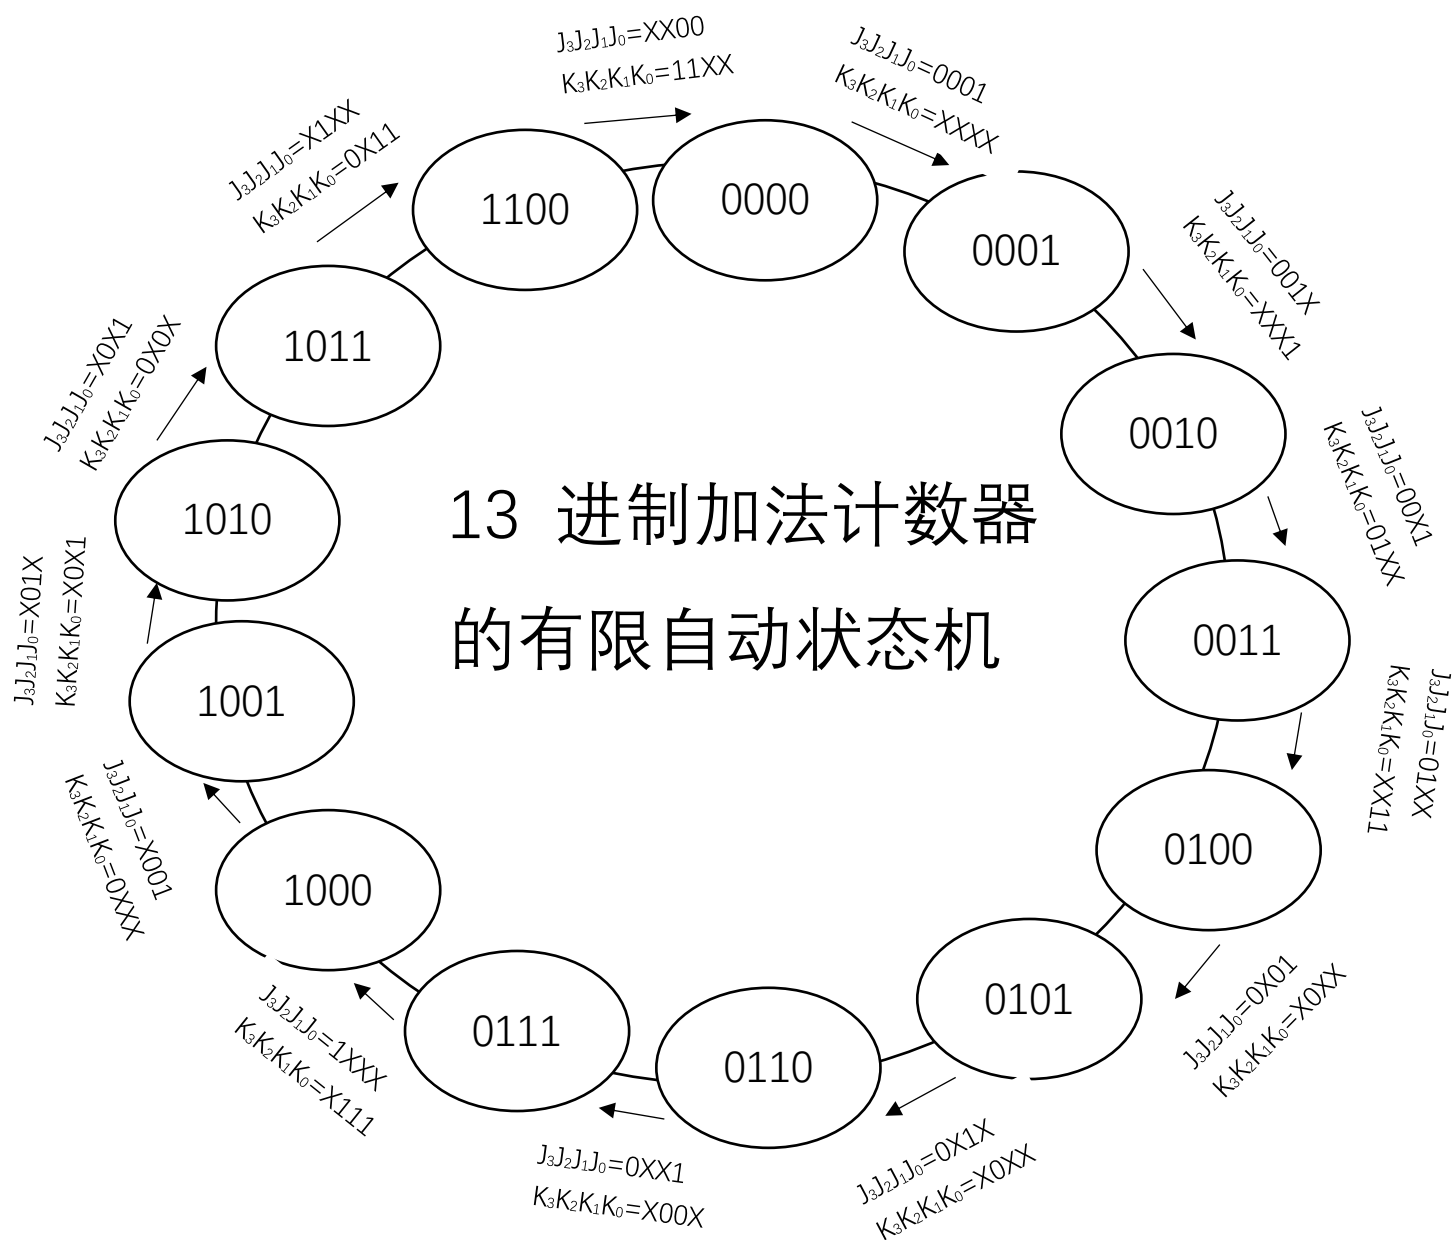 J₃J₂J₁J₀=XX00
K₃K₂K₁K₀=11XX
J₃J₂J₁J₀=0001
K₃K₂K₁K₀=XXXX
J₃J₂J₁J₀=X1XX
K₃K₂K₁K₀=0X11
1100
0000
0001
J₃J₂J₁J₀=001X
K₃K₂K₁K₀=XXX1
1011
J₃J₂J₁J₀=X0X1
K₃K₂K₁K₀=0X0X
0010
J₃J₂J₁J₀=00X1
K₃K₂K₁K₀=01XX
1010
13 进制加法计数器
的有限自动状态机
0011
J₃J₂J₁J₀=X01X
K₃K₂K₁K₀=X0X1
1001
J₃J₂J₁J₀=01XX
K₃K₂K₁K₀=XX11
0100
J₃J₂J₁J₀=X001
K₃K₂K₁K₀=0XXX
1000
0101
J₃J₂J₁J₀=0X01
K₃K₂K₁K₀=X0XX
0111
0110
J₃J₂J₁J₀=1XXX
K₃K₂K₁K₀=X111
J₃J₂J₁J₀=0XX1
K₃K₂K₁K₀=X00X
J₃J₂J₁J₀=0X1X
K₃K₂K₁K₀=X0XX